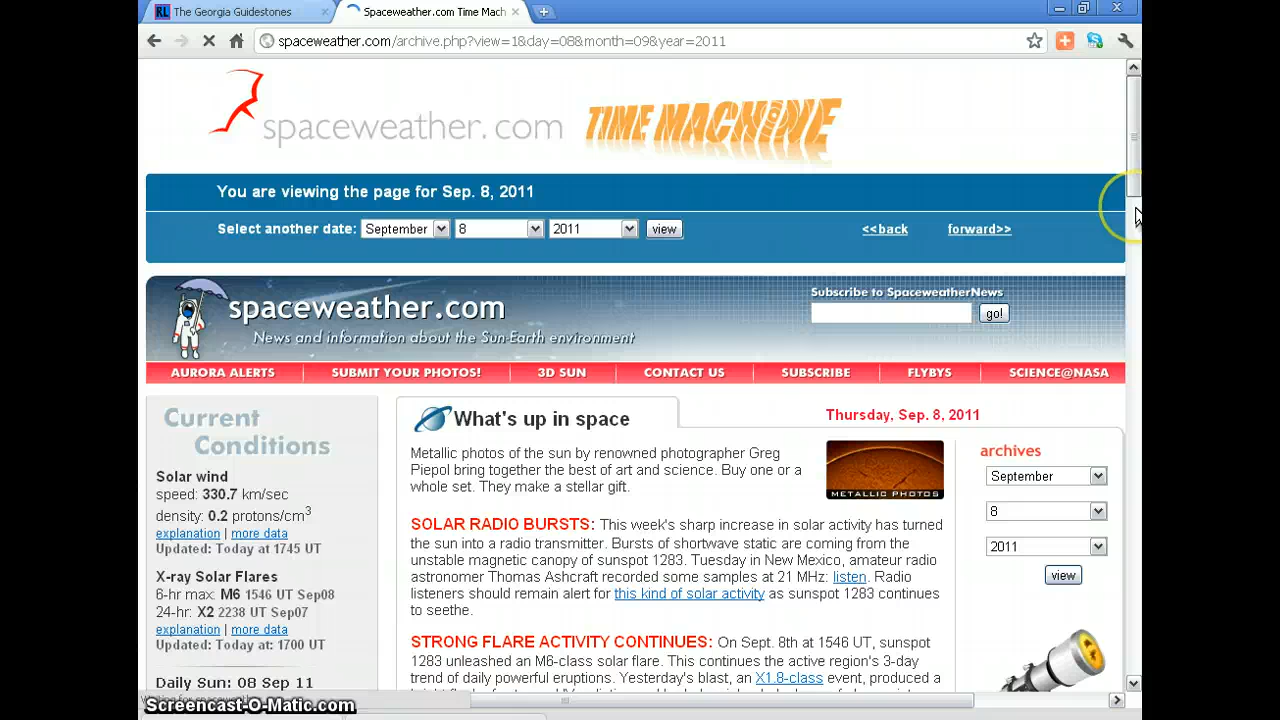 The Georgia Guidestones
Spaceweather.com Time Mach
spaceweather.com/archive.php?view=1&day=08&month=09&year=2011
spaceweather.com TIME MACHINE
You are viewing the page for Sep. 8, 2011
Select another date: September 8 2011 view <<back forward>>
spaceweather.com
News and information about the Sun-Earth environment
Subscribe to SpaceweatherNews
go!
AURORA ALERTS SUBMIT YOUR PHOTOS! 3D SUN CONTACT US SUBSCRIBE FLYBYS SCIENCE@NASA
Current
Conditions
Solar wind
speed: 330.7 km/sec
density: 0.2 protons/cm3
explanation | more data
Updated: Today at 1745 UT
X-ray Solar Flares
6-hr max: M6 1546 UT Sep08
24-hr: X2 2238 UT Sep07
explanation | more data
Updated: Today at: 1700 UT
Daily Sun: 08 Sep 11
What's up in space
Thursday, Sep. 8, 2011
Metallic photos of the sun by renowned photographer Greg
Piepol bring together the best of art and science. Buy one or a
whole set. They make a stellar gift.
METALLIC PHOTOS
SOLAR RADIO BURSTS: This week's sharp increase in solar activity has turned
the sun into a radio transmitter. Bursts of shortwave static are coming from the
unstable magnetic canopy of sunspot 1283. Tuesday in New Mexico, amateur radio
astronomer Thomas Ashcraft recorded some samples at 21 MHz: listen. Radio
listeners should remain alert for this kind of solar activity as sunspot 1283 continues
to seethe.
STRONG FLARE ACTIVITY CONTINUES: On Sept. 8th at 1546 UT, sunspot
1283 unleashed an M6-class solar flare. This continues the active region's 3-day
trend of daily powerful eruptions. Yesterday's blast, an X1.8-class event, produced a
archives
September
8
2011
view
Screencast-O-Matic.com